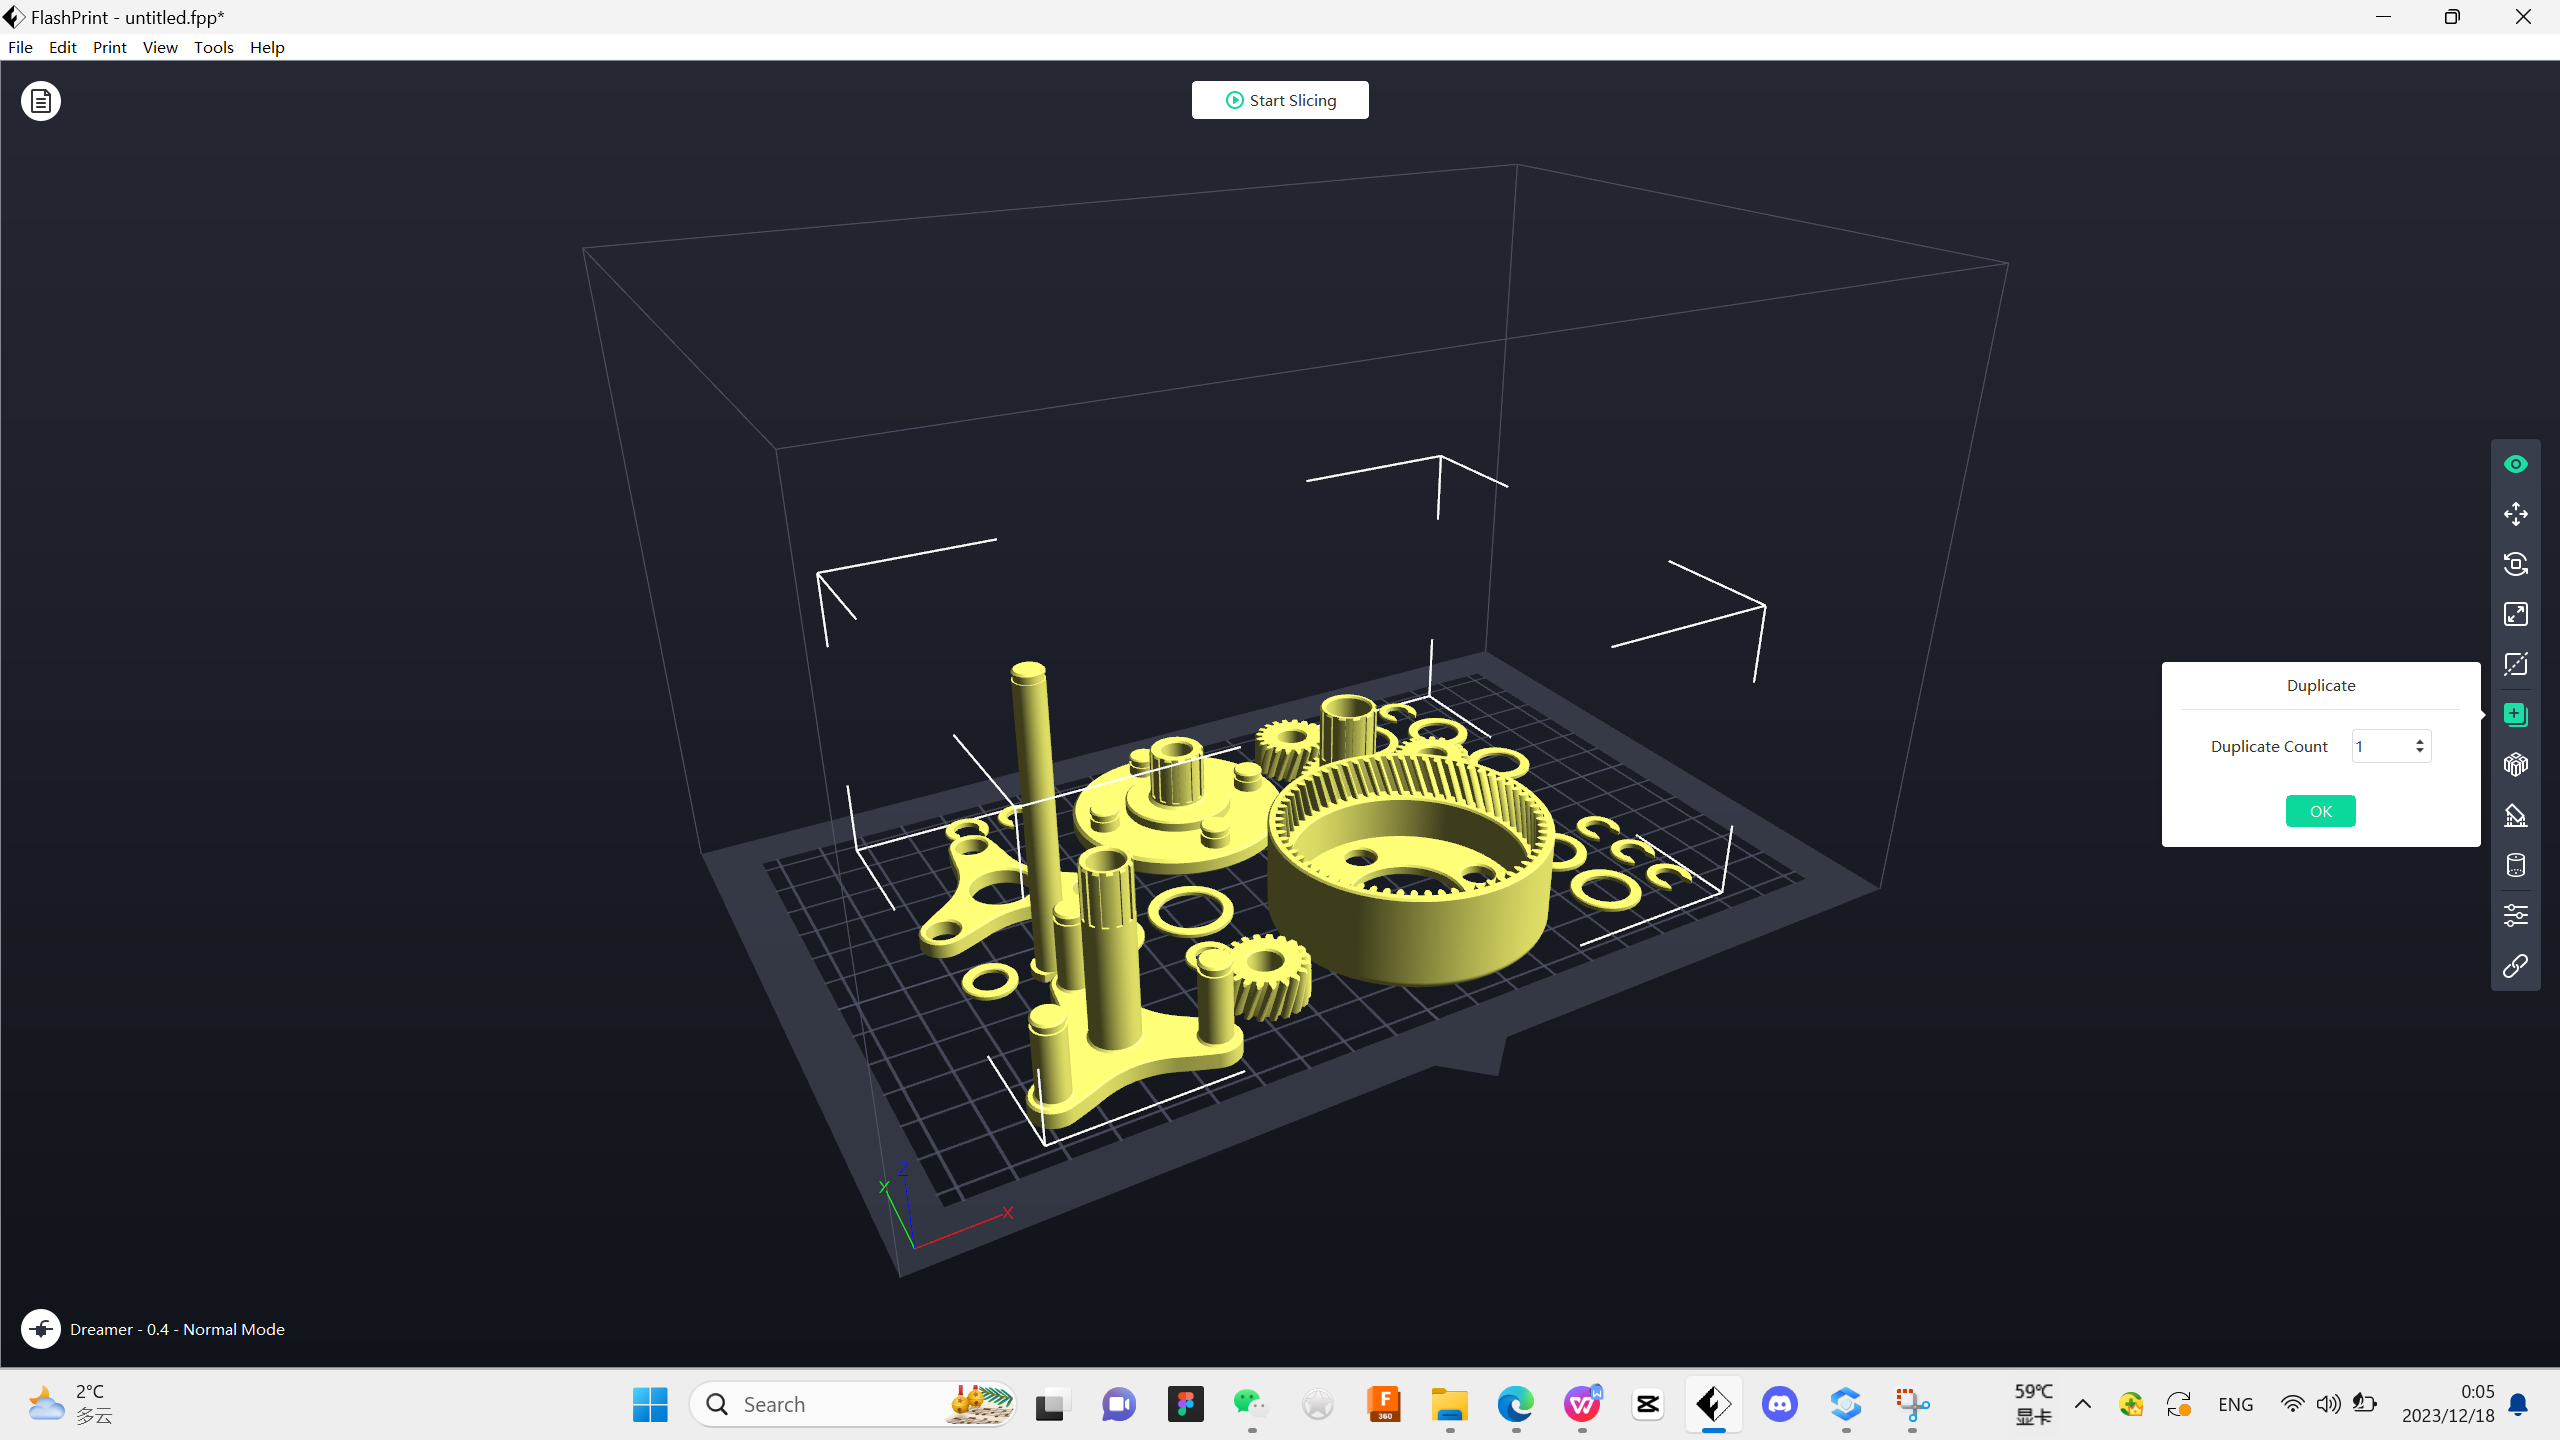 FlashPrint - untitled.fpp*
File Edit Print View Tools Help
Start Slicing
Duplicate
Duplicate Count 1
OK
Z
Y
X
Dreamer - 0.4 - Normal Mode
2°C
多云
Search
F
360
W
59℃
显卡
ENG
0:05
2023/12/18